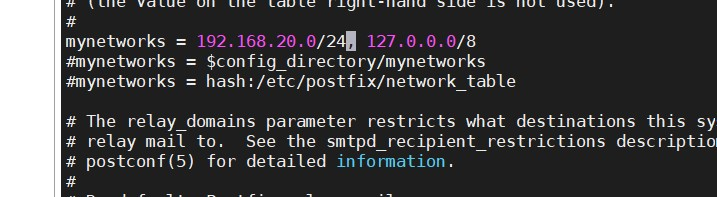 # (the value on the table right-hand side is not used).
#
mynetworks = 192.168.20.0/24, 127.0.0.0/8
#mynetworks = $config_directory/mynetworks
#mynetworks = hash:/etc/postfix/network_table
# The relay_domains parameter restricts what destinations this sy
# relay mail to.  See the smtpd_recipient_restrictions descriptio
# postconf(5) for detailed information.
#